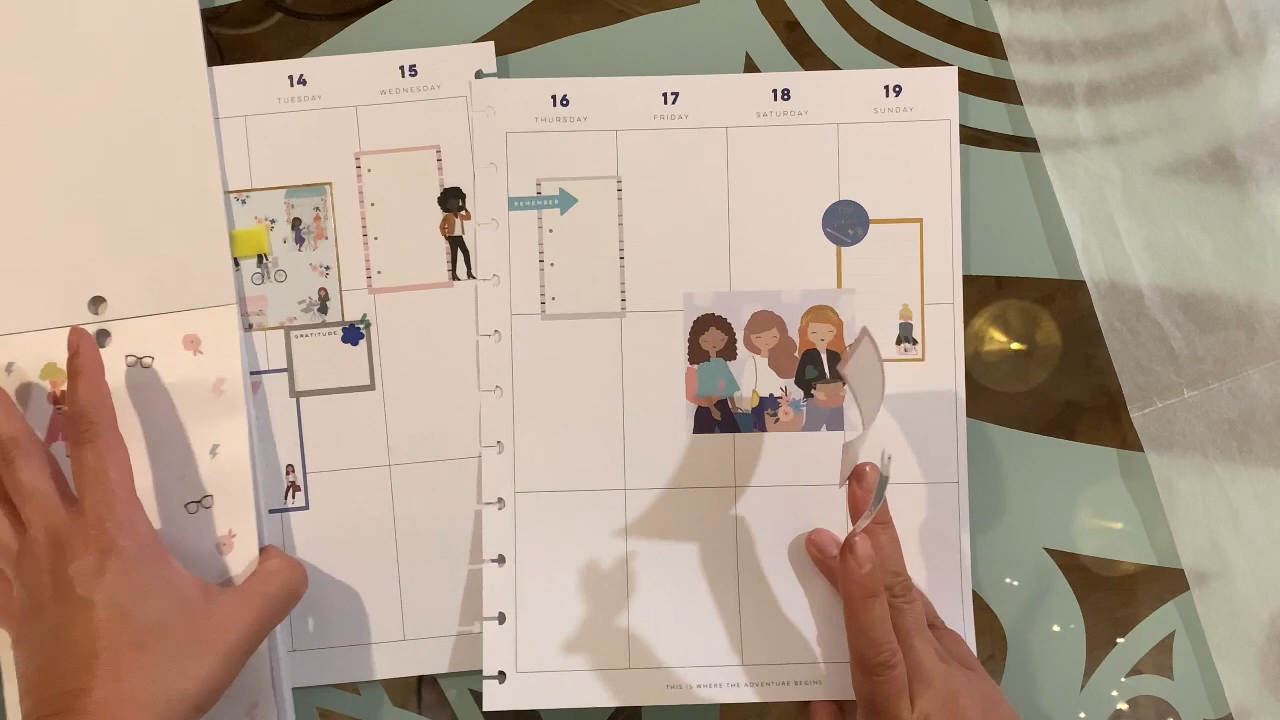 14
TUESDAY
15
WEDNESDAY
16
THURSDAY
17
FRIDAY
18
SATURDAY
19
SUNDAY
REMEMBER
GRATITUDE
THIS IS WHERE THE ADVENTURE BEGINS